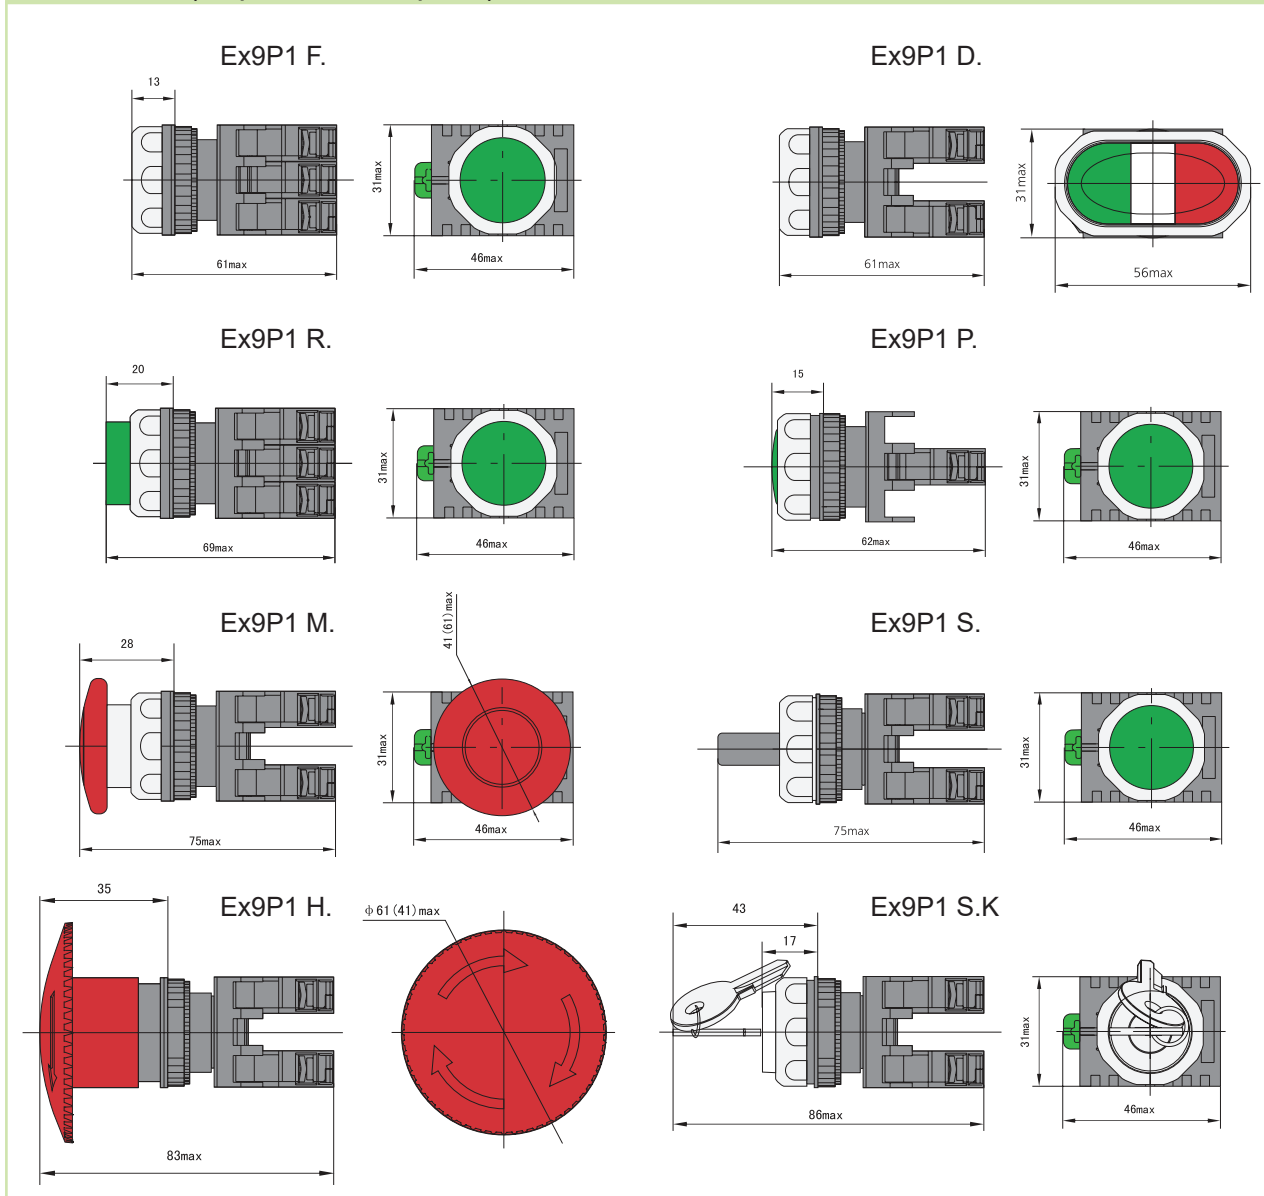 Ex9P1 F.
13
61max
31max
46max
Ex9P1 D.
61max
31max
56max
Ex9P1 R.
20
69max
31max
46max
Ex9P1 P.
15
62max
31max
46max
Ex9P1 M.
28
75max
31max
41(61)max
46max
Ex9P1 S.
75max
31max
46max
Ex9P1 H.
35
83max
ϕ61(41)max
Ex9P1 S.K
43
17
86max
31max
46max